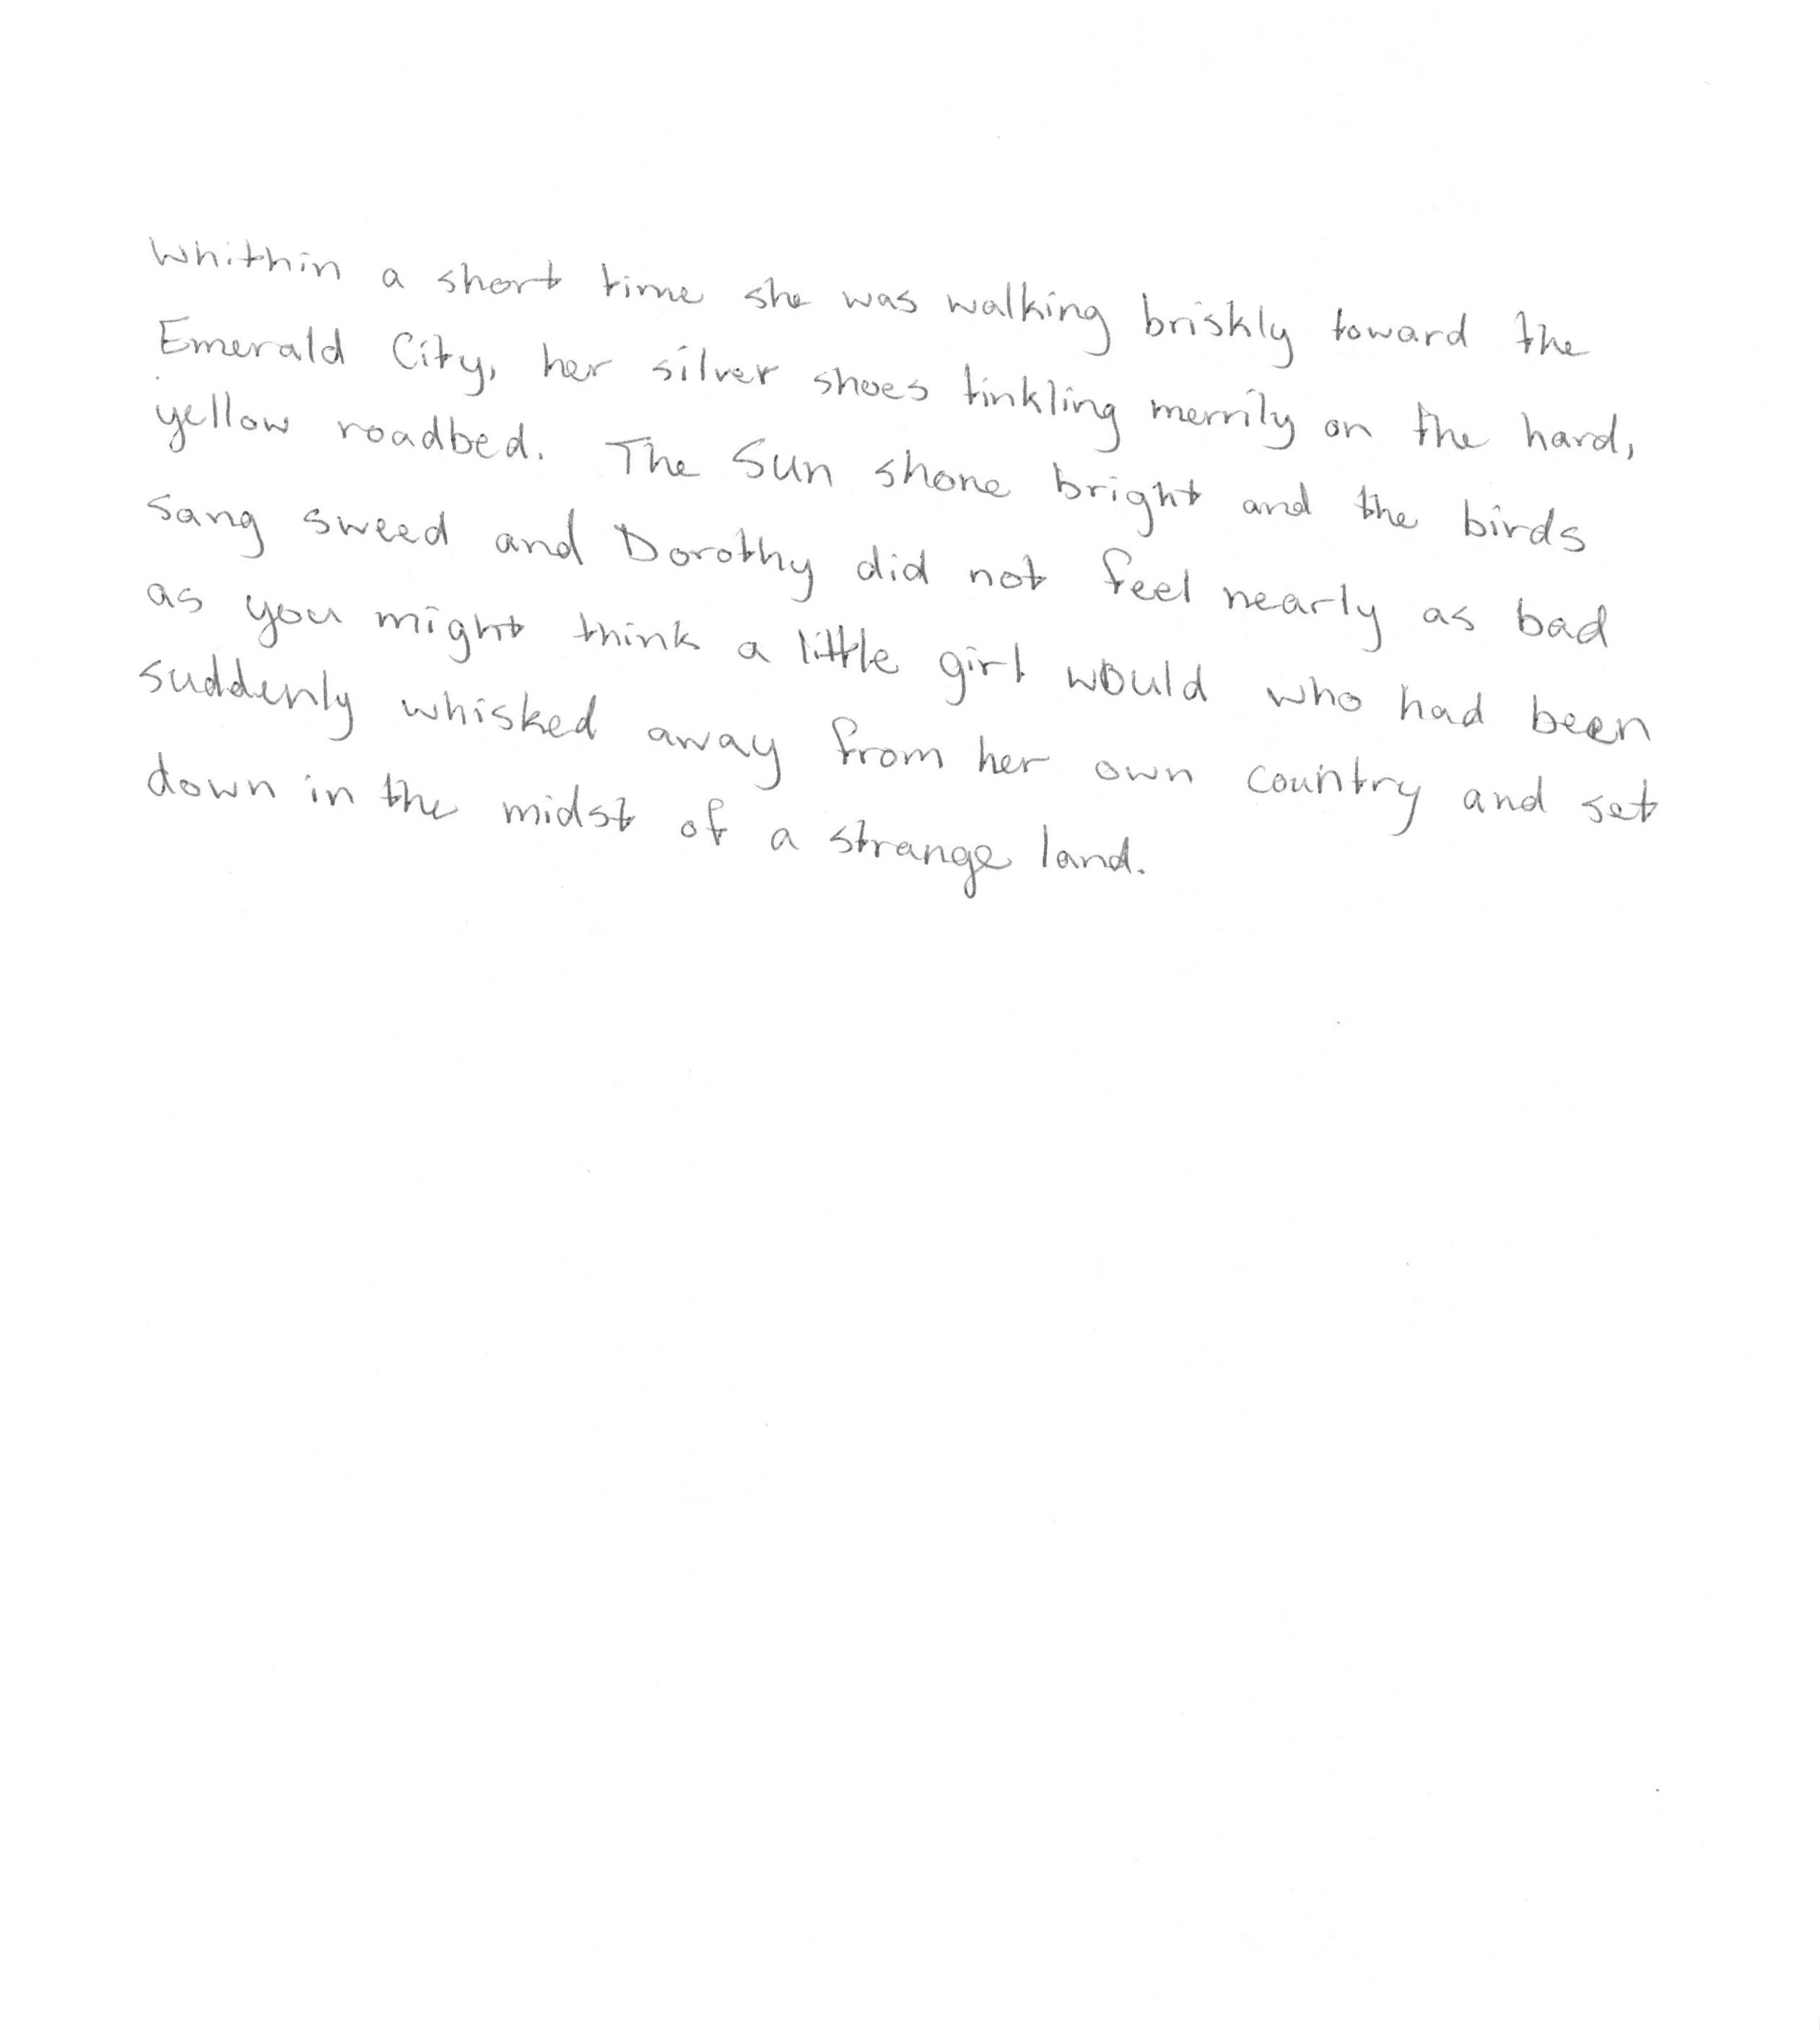 Whithin a short time she was walking briskly toward the
Emerald City, her silver shoes tinkling merrily on the hard,
yellow roadbed. The Sun shone bright and the birds
sang sweed and Dorothy did not feel nearly as bad
as you might think a little girl would who had been
suddenly whisked away from her own country and set
down in the midst of a strange land.